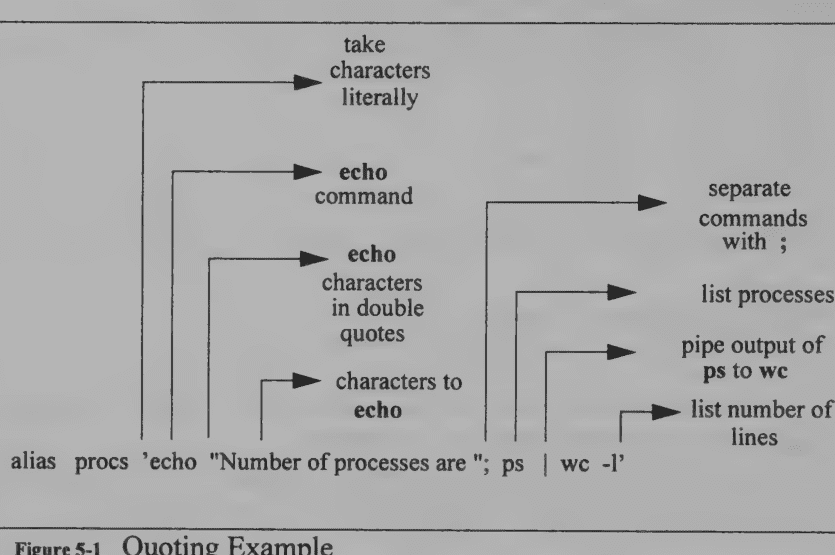 take
characters
literally
echo
command
echo
characters
in double
quotes
characters to
echo
separate
commands
with ;
list processes
pipe output of
ps to wc
list number of
lines
alias procs 'echo "Number of processes are "; ps | wc -l'
Figure 5-1 Quoting Example